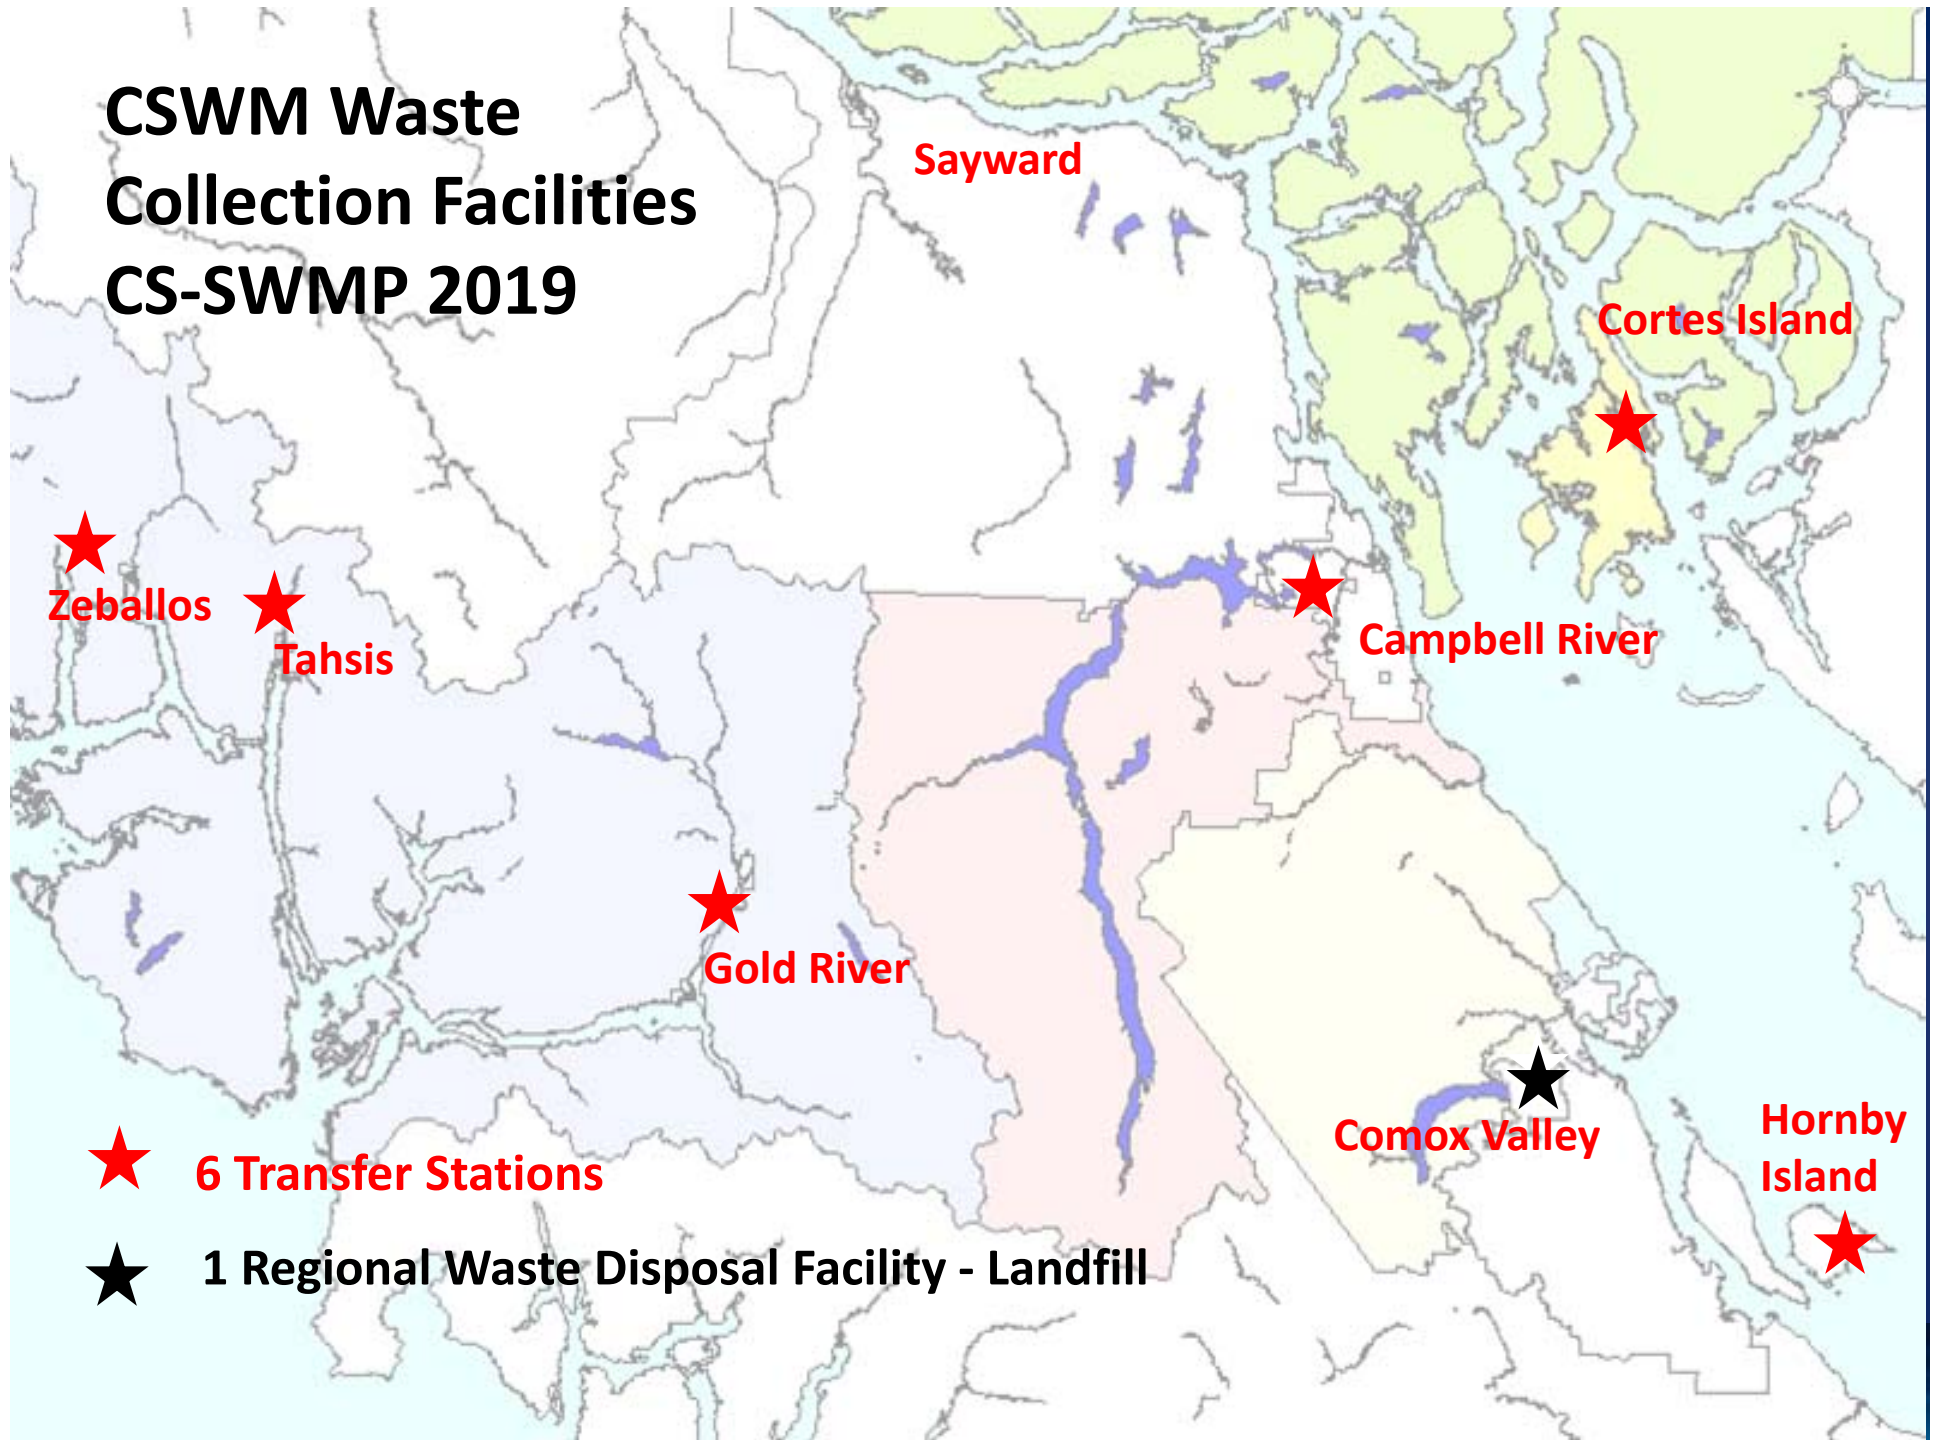 CSWM Waste
Collection Facilities
CS-SWMP 2019
Sayward
Cortes Island
Zeballos
Tahsis
Campbell River
Gold River
Comox Valley
Hornby
Island
6 Transfer Stations
1 Regional Waste Disposal Facility - Landfill